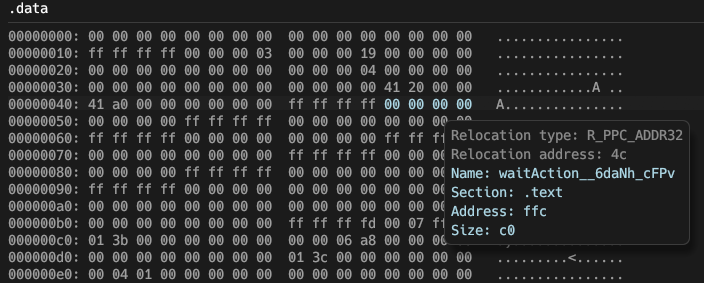 .data
00000000: 00 00 00 00 00 00 00 00 00 00 00 00 00 00 00 00 ................
00000010: ff ff ff ff 00 00 00 03 00 00 00 19 00 00 00 00 ................
00000020: 00 00 00 00 00 00 00 00 00 00 00 04 00 00 00 00 ................
00000030: 00 00 00 00 00 00 00 00 00 00 00 00 41 20 00 00 ............A ..
00000040: 41 a0 00 00 00 00 00 00 ff ff ff ff 00 00 00 00 A...............
00000050: 00 00 00 00 ff ff ff ff 00 00 00 00 00 00 00
00000060: ff ff ff ff 00 00 00 00 00 00 00 00 ff ff ff
00000070: 00 00 00 00 00 00 00 00 ff ff ff ff 00 00 00
00000080: 00 00 00 00 ff ff ff ff 00 00 00 00 00 00 00
00000090: ff ff ff ff 00 00 00 00 00 00 00 00 00 00 00
000000a0: 00 00 00 00 00 00 00 00 00 00 00 00 00 00 00
000000b0: 00 00 00 00 00 00 00 00 ff ff ff fd 00 07 ff
000000c0: 01 3b 00 00 00 00 00 00 00 00 06 a8 00 00 00
000000d0: 00 00 00 00 00 00 00 00 01 3c 00 00 00 00 00 00 .........<......
000000e0: 00 04 01 00 00 00 00 00 00 00 00 00 00 00 00 00 ................
Relocation type: R_PPC_ADDR32
Relocation address: 4c
Name: waitAction__6daNh_cFPv
Section: .text
Address: ffc
Size: c0